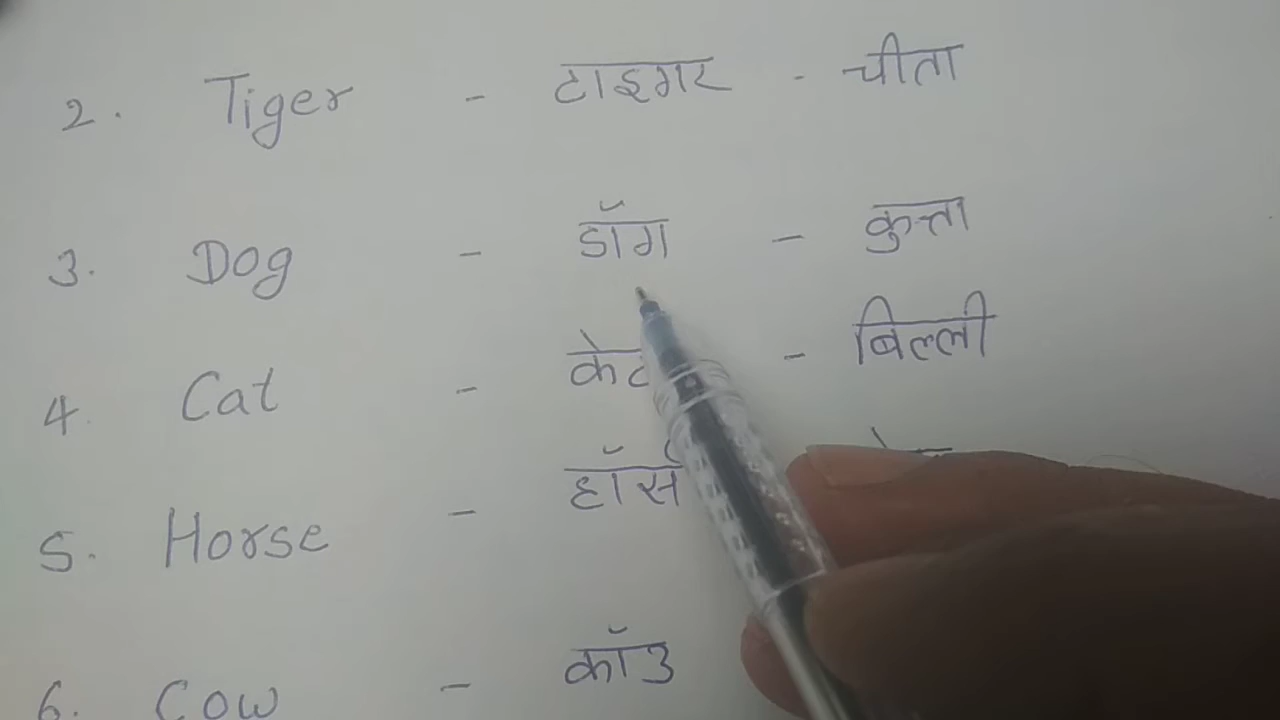 2. Tiger - टाइगर - चीता
3. Dog - डॉग - कुत्ता
4. Cat - - बिल्ली
5. Horse - हॉर्स
6. Cow - कॉउ